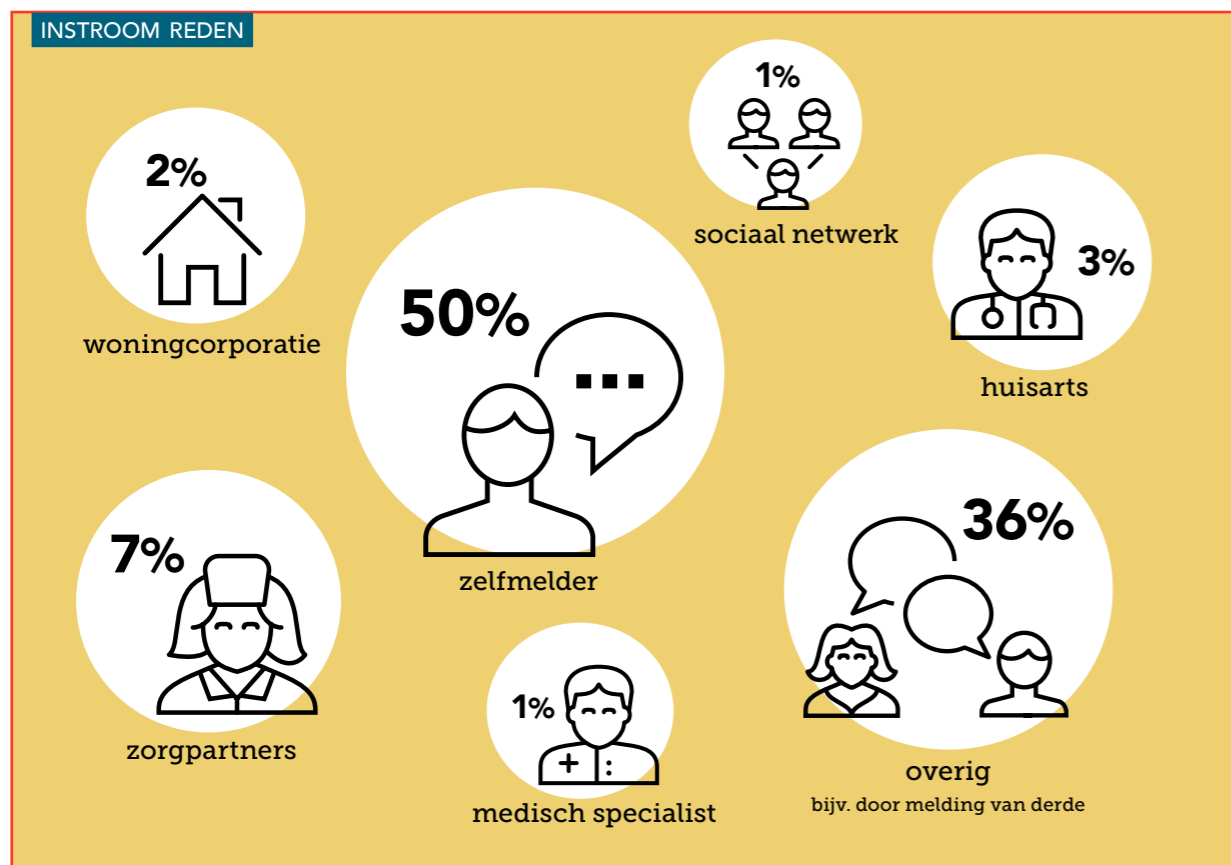 INSTROOM REDEN
1%
sociaal netwerk
2%
woningcorporatie
3%
huisarts
50%
zelfmelder
36%
overig
bijv. door melding van derde
7%
zorgpartners
1%
medisch specialist